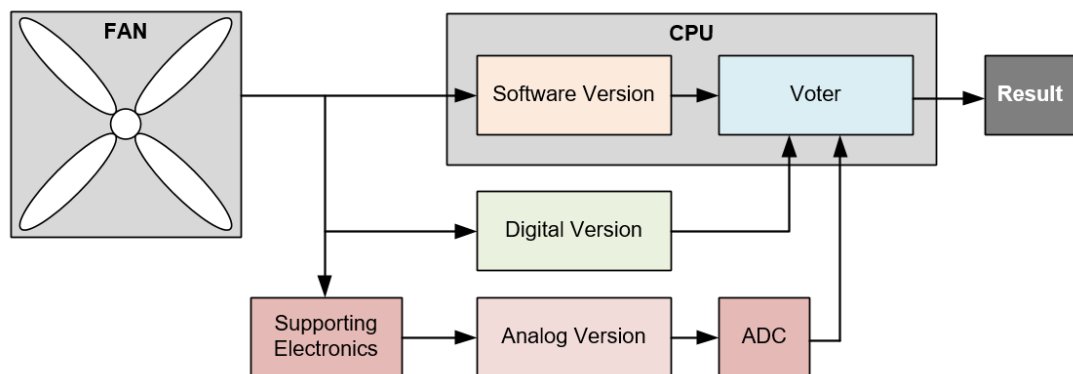 FAN
CPU
Software Version
Voter
Result
Digital Version
Supporting
Electronics
Analog Version
ADC